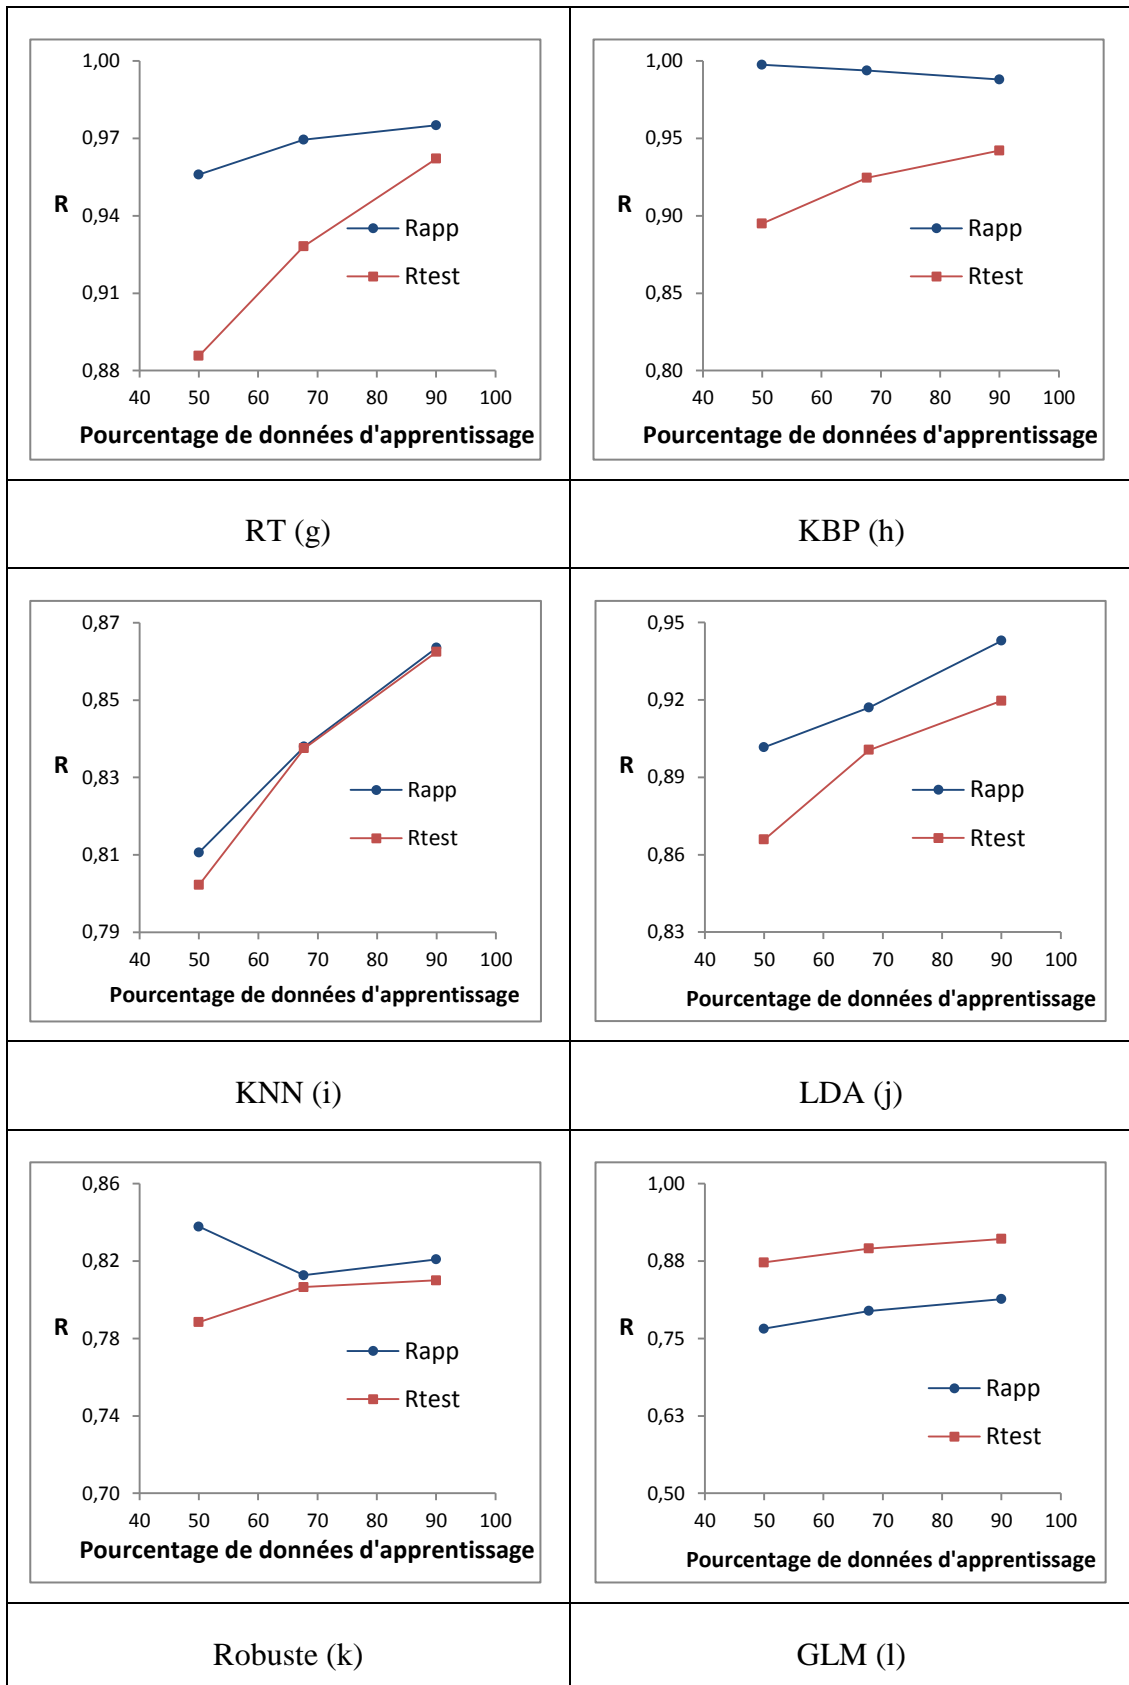 1,00
0,97
0,94
0,91
0,88
R
Rapp
Rtest
40 50 60 70 80 90 100
Pourcentage de données d'apprentissage
1,00
0,95
0,90
0,85
0,80
R
Rapp
Rtest
40 50 60 70 80 90 100
Pourcentage de données d'apprentissage
RT (g)
KBP (h)
0,87
0,85
0,83
0,81
0,79
R
Rapp
Rtest
40 50 60 70 80 90 100
Pourcentage de données d'apprentissage
0,95
0,92
0,89
0,86
0,83
R
Rapp
Rtest
40 50 60 70 80 90 100
Pourcentage de données d'apprentissage
KNN (i)
LDA (j)
0,86
0,82
0,78
0,74
0,70
R
Rapp
Rtest
40 50 60 70 80 90 100
Pourcentage de données d'apprentissage
1,00
0,88
0,75
0,63
0,50
R
Rapp
Rtest
40 50 60 70 80 90 100
Pourcentage de données d'apprentissage
Robuste (k)
GLM (l)